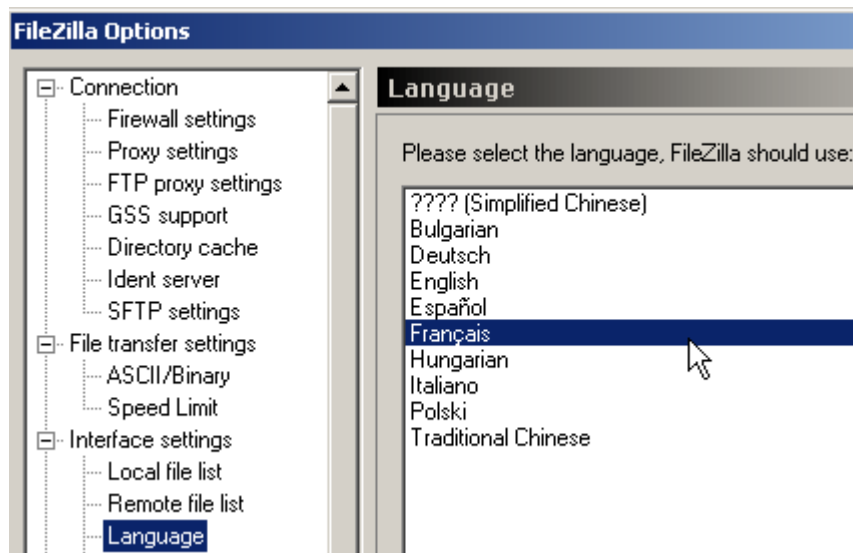 FileZilla Options
Connection
Firewall settings
Proxy settings
FTP proxy settings
GSS support
Directory cache
Ident server
SFTP settings
File transfer settings
ASCII/Binary
Speed Limit
Interface settings
Local file list
Remote file list
Language
Language
Please select the language, FileZilla should use:
???? (Simplified Chinese)
Bulgarian
Deutsch
English
Español
Français
Hungarian
Italiano
Polski
Traditional Chinese